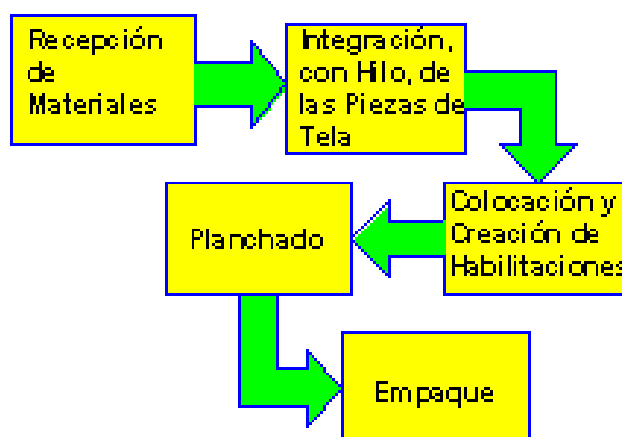 Recepción
de
Materiales
Integración,
con Hilo, de
las Piezas de
Tela
Colocación y
Creación de
Habilitaciones
Planchado
Empaque